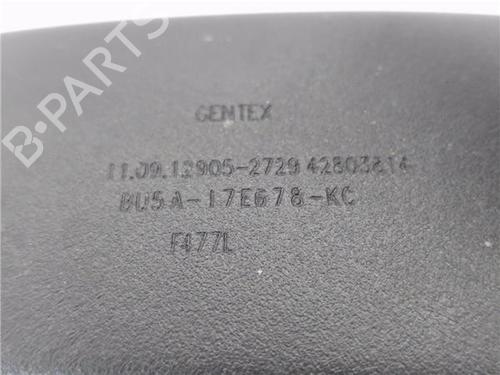 GENTEX
11.09.12905-2729 42803814
BU5A-17E678-KC
F477L
B-PARTS